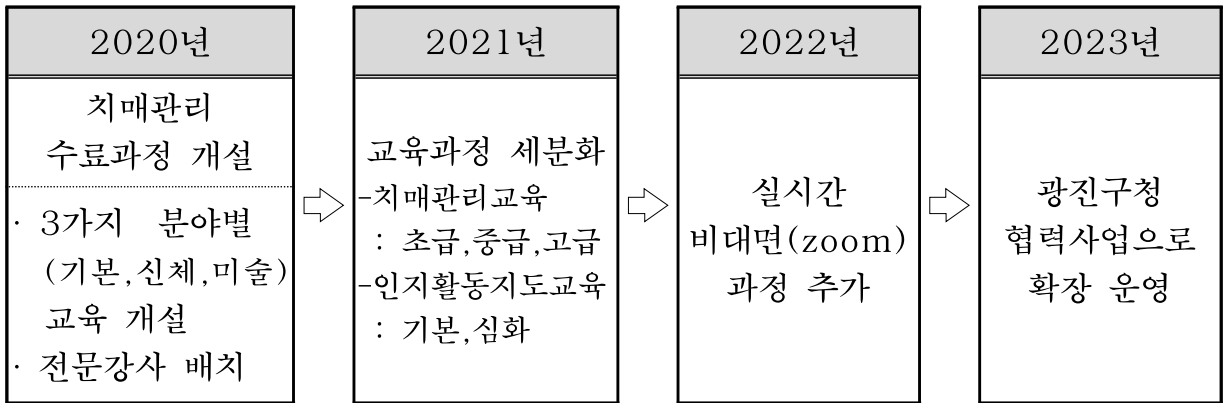 2020년
치매관리
수료과정 개설
· 3가지 분야별
(기본,신체,미술)
교육 개설
· 전문강사 배치
2021년
교육과정 세분화
-치매관리교육
: 초급,중급,고급
-인지활동지도교육
: 기본,심화
2022년
실시간
비대면(zoom)
과정 추가
2023년
광진구청
협력사업으로
확장 운영